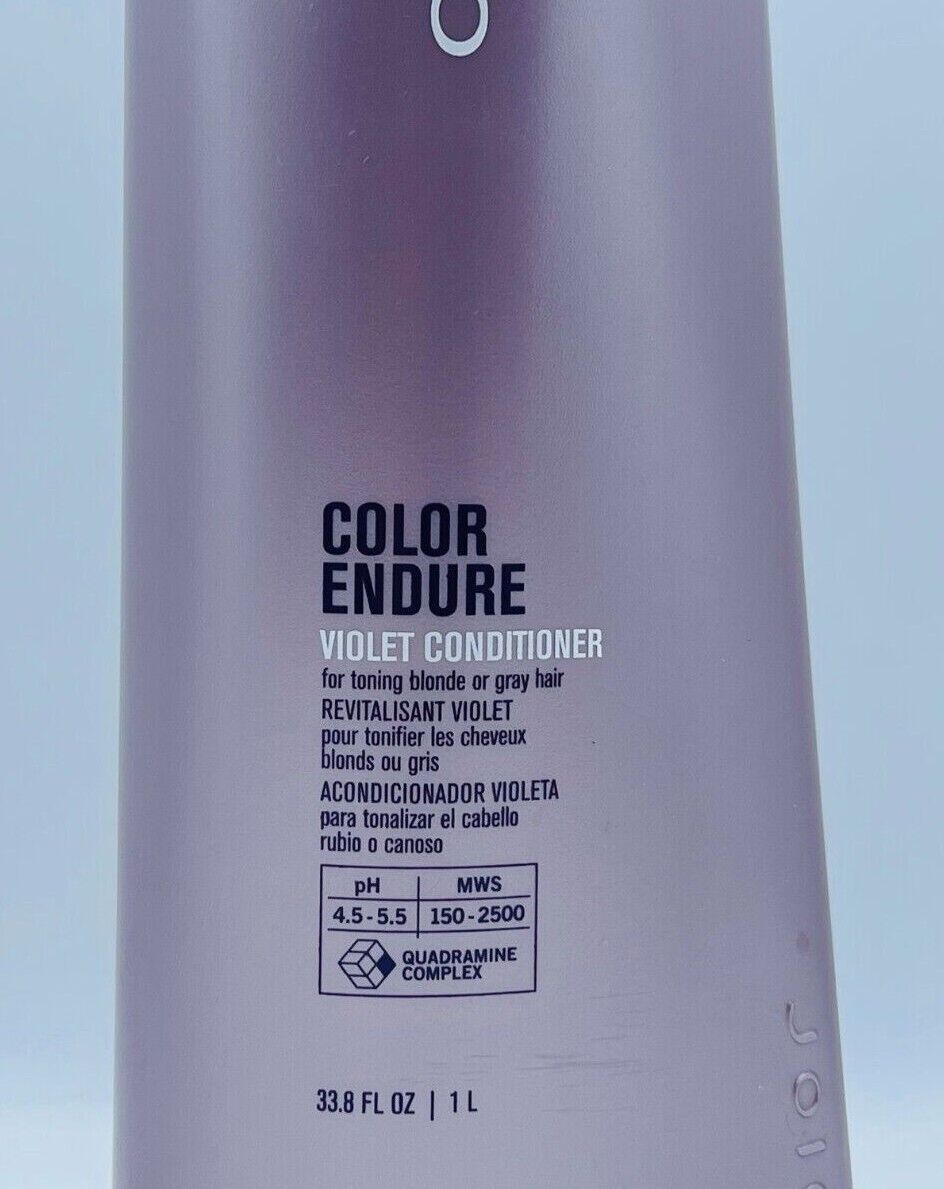 COLOR
ENDURE
VIOLET CONDITIONER
for toning blonde or gray hair
REVITALISANT VIOLET
pour tonifier les cheveux
blonds ou gris
ACONDICIONADOR VIOLETA
para tonalizar el cabello
rubio o canoso
pH MWS
4.5-5.5 150-2500
QUADRAMINE
COMPLEX
33.8 FL OZ | 1 L